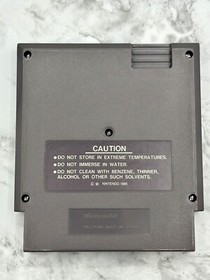 CAUTION
● DO NOT STORE IN EXTREME TEMPERATURES.
● DO NOT IMMERSE IN WATER.
● DO NOT CLEAN WITH BENZENE, THINNER,
ALCOHOL OR OTHER SUCH SOLVENTS.
NINTENDO 1985